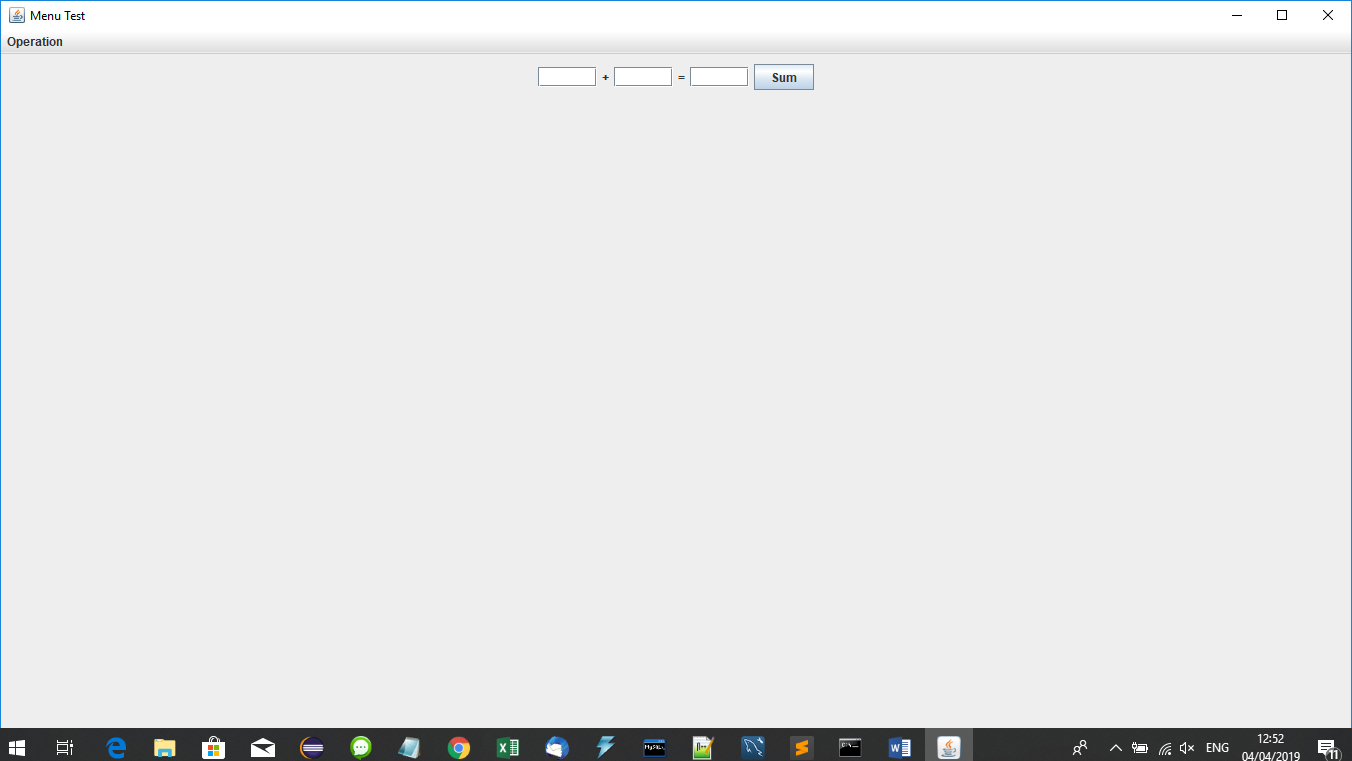 Menu Test
Operation
+ = Sum
ENG
12:52
04/04/2019
11